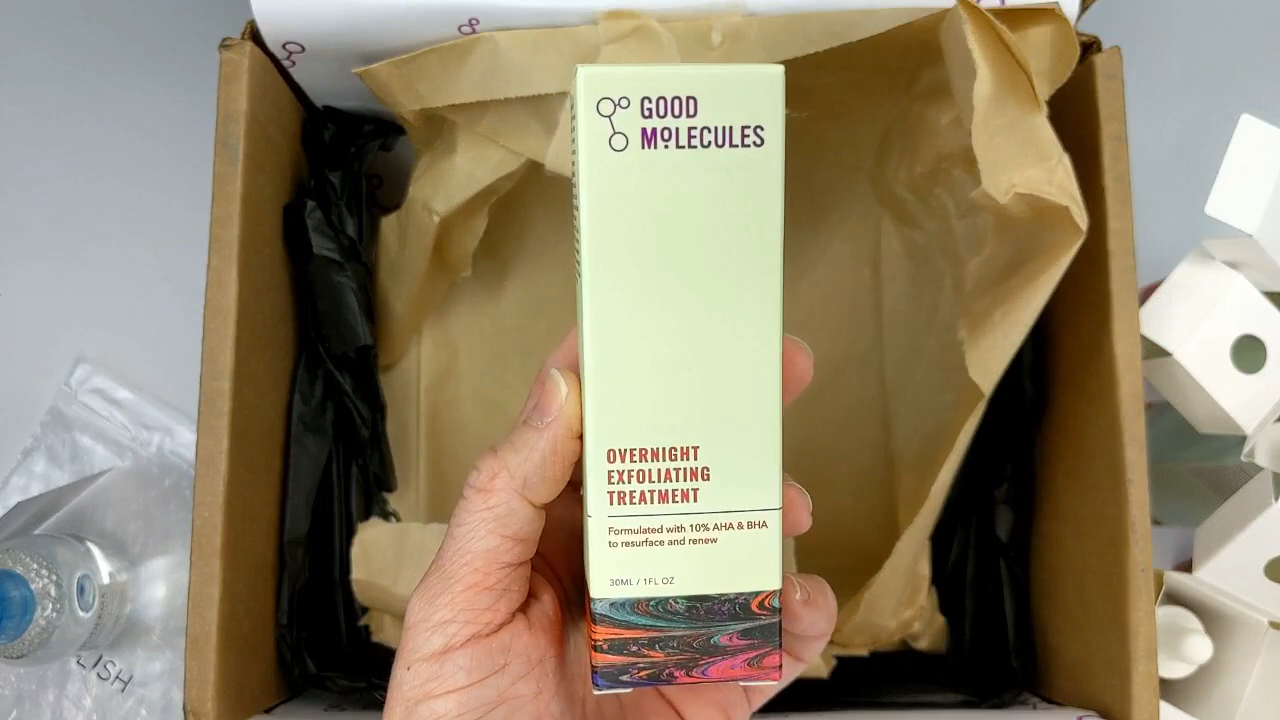 GOOD
MOLECULES
OVERNIGHT
EXFOLIATING
TREATMENT
Formulated with 10% AHA & BHA
to resurface and renew
30ML / 1FL OZ
LISH